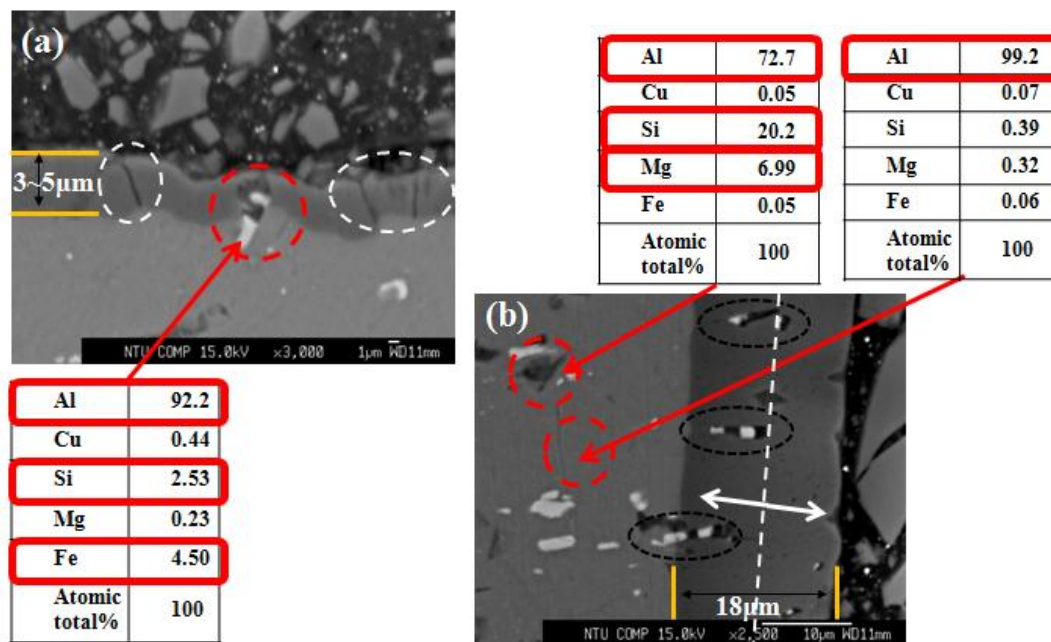 (a)
3~5μm
NTU COMP 15.0kV ×3,000 1μm WD11mm
Al 92.2
Cu 0.44
Si 2.53
Mg 0.23
Fe 4.50
Atomic total% 100
Al 72.7
Cu 0.05
Si 20.2
Mg 6.99
Fe 0.05
Atomic total% 100
Al 99.2
Cu 0.07
Si 0.39
Mg 0.32
Fe 0.06
Atomic total% 100
(b)
18μm
NTU COMP 15.0kV ×2,500 10μm WD11mm